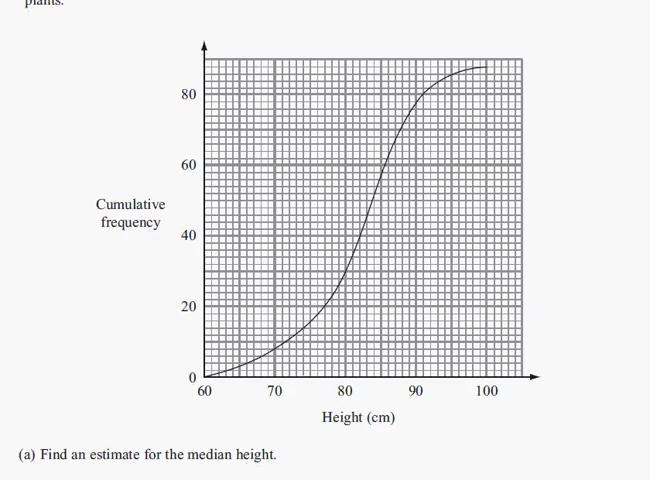 plants.
80
60
Cumulative
frequency
40
20
0
60 70 80 90 100
Height (cm)
(a) Find an estimate for the median height.